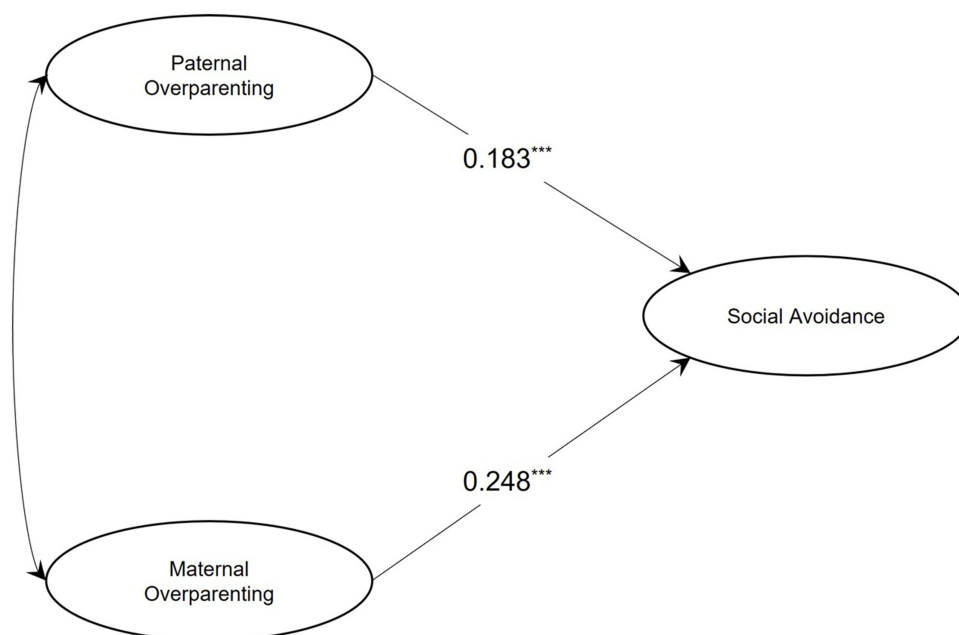 Paternal
Overparenting
0.183***
Social Avoidance
0.248***
Maternal
Overparenting